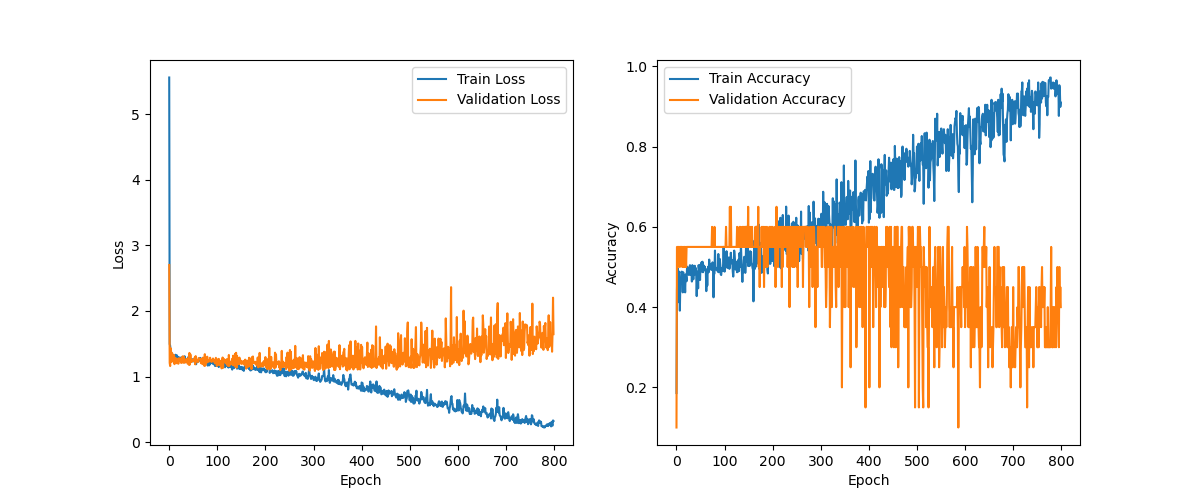 Train Loss
Validation Loss
5
4
3
2
1
0
Loss
0 100 200 300 400 500 600 700 800
Epoch
Train Accuracy
Validation Accuracy
1.0
0.8
0.6
0.4
0.2
Accuracy
0 100 200 300 400 500 600 700 800
Epoch